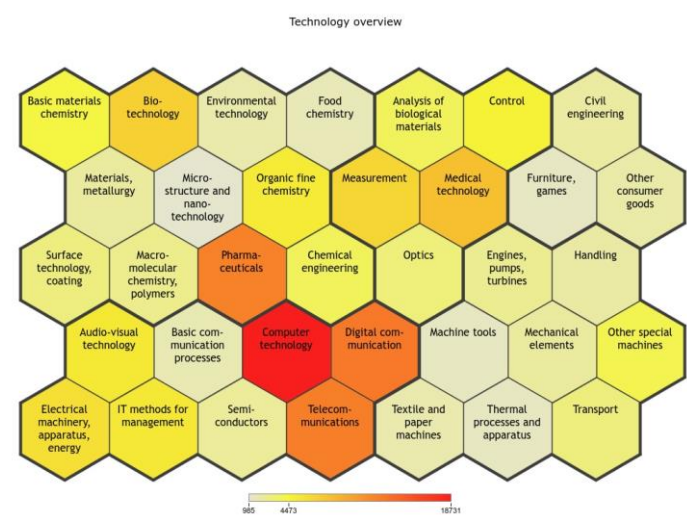 Technology overview
Basic materials
chemistry
Bio-
technology
Environmental
technology
Food
chemistry
Analysis of
biological
materials
Control
Civil
engineering
Materials,
metallurgy
Micro-
structure and
nano-
technology
Organic fine
chemistry
Measurement
Medical
technology
Furniture,
games
Other
consumer
goods
Surface
technology,
coating
Macro-
molecular
chemistry,
polymers
Pharma-
ceuticals
Chemical
engineering
Optics
Engines,
pumps,
turbines
Handling
Audio-visual
technology
Basic com-
munication
processes
Computer
technology
Digital com-
munication
Machine tools
Mechanical
elements
Other special
machines
Electrical
machinery,
apparatus,
energy
IT methods for
management
Semi-
conductors
Telecom-
munications
Textile and
paper
machines
Thermal
processes and
apparatus
Transport
985 4473 18731